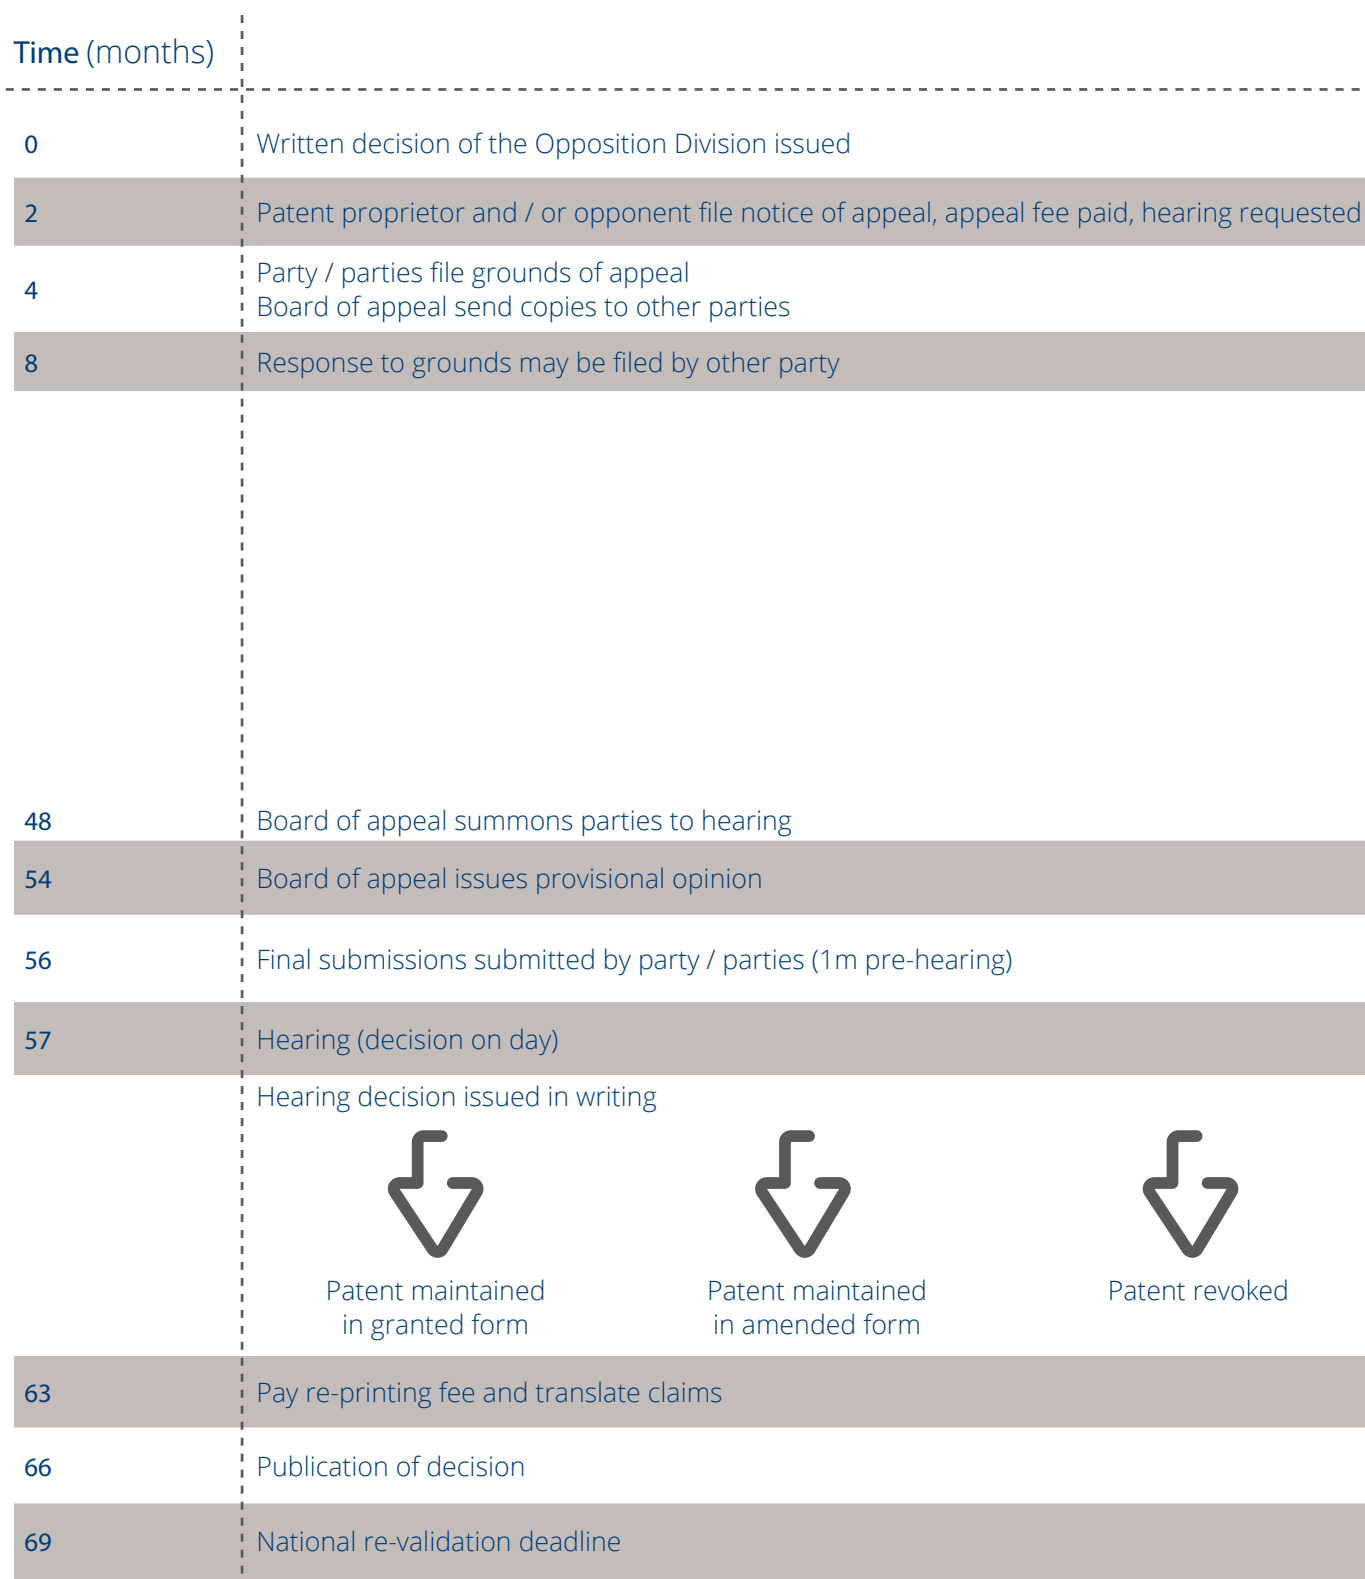 Time (months)
0
Written decision of the Opposition Division issued
2
Patent proprietor and / or opponent file notice of appeal, appeal fee paid, hearing requested
4
Party / parties file grounds of appeal
Board of appeal send copies to other parties
8
Response to grounds may be filed by other party
48
Board of appeal summons parties to hearing
54
Board of appeal issues provisional opinion
56
Final submissions submitted by party / parties (1m pre-hearing)
57
Hearing (decision on day)
Hearing decision issued in writing
Patent maintained
in granted form
Patent maintained
in amended form
Patent revoked
63
Pay re-printing fee and translate claims
66
Publication of decision
69
National re-validation deadline